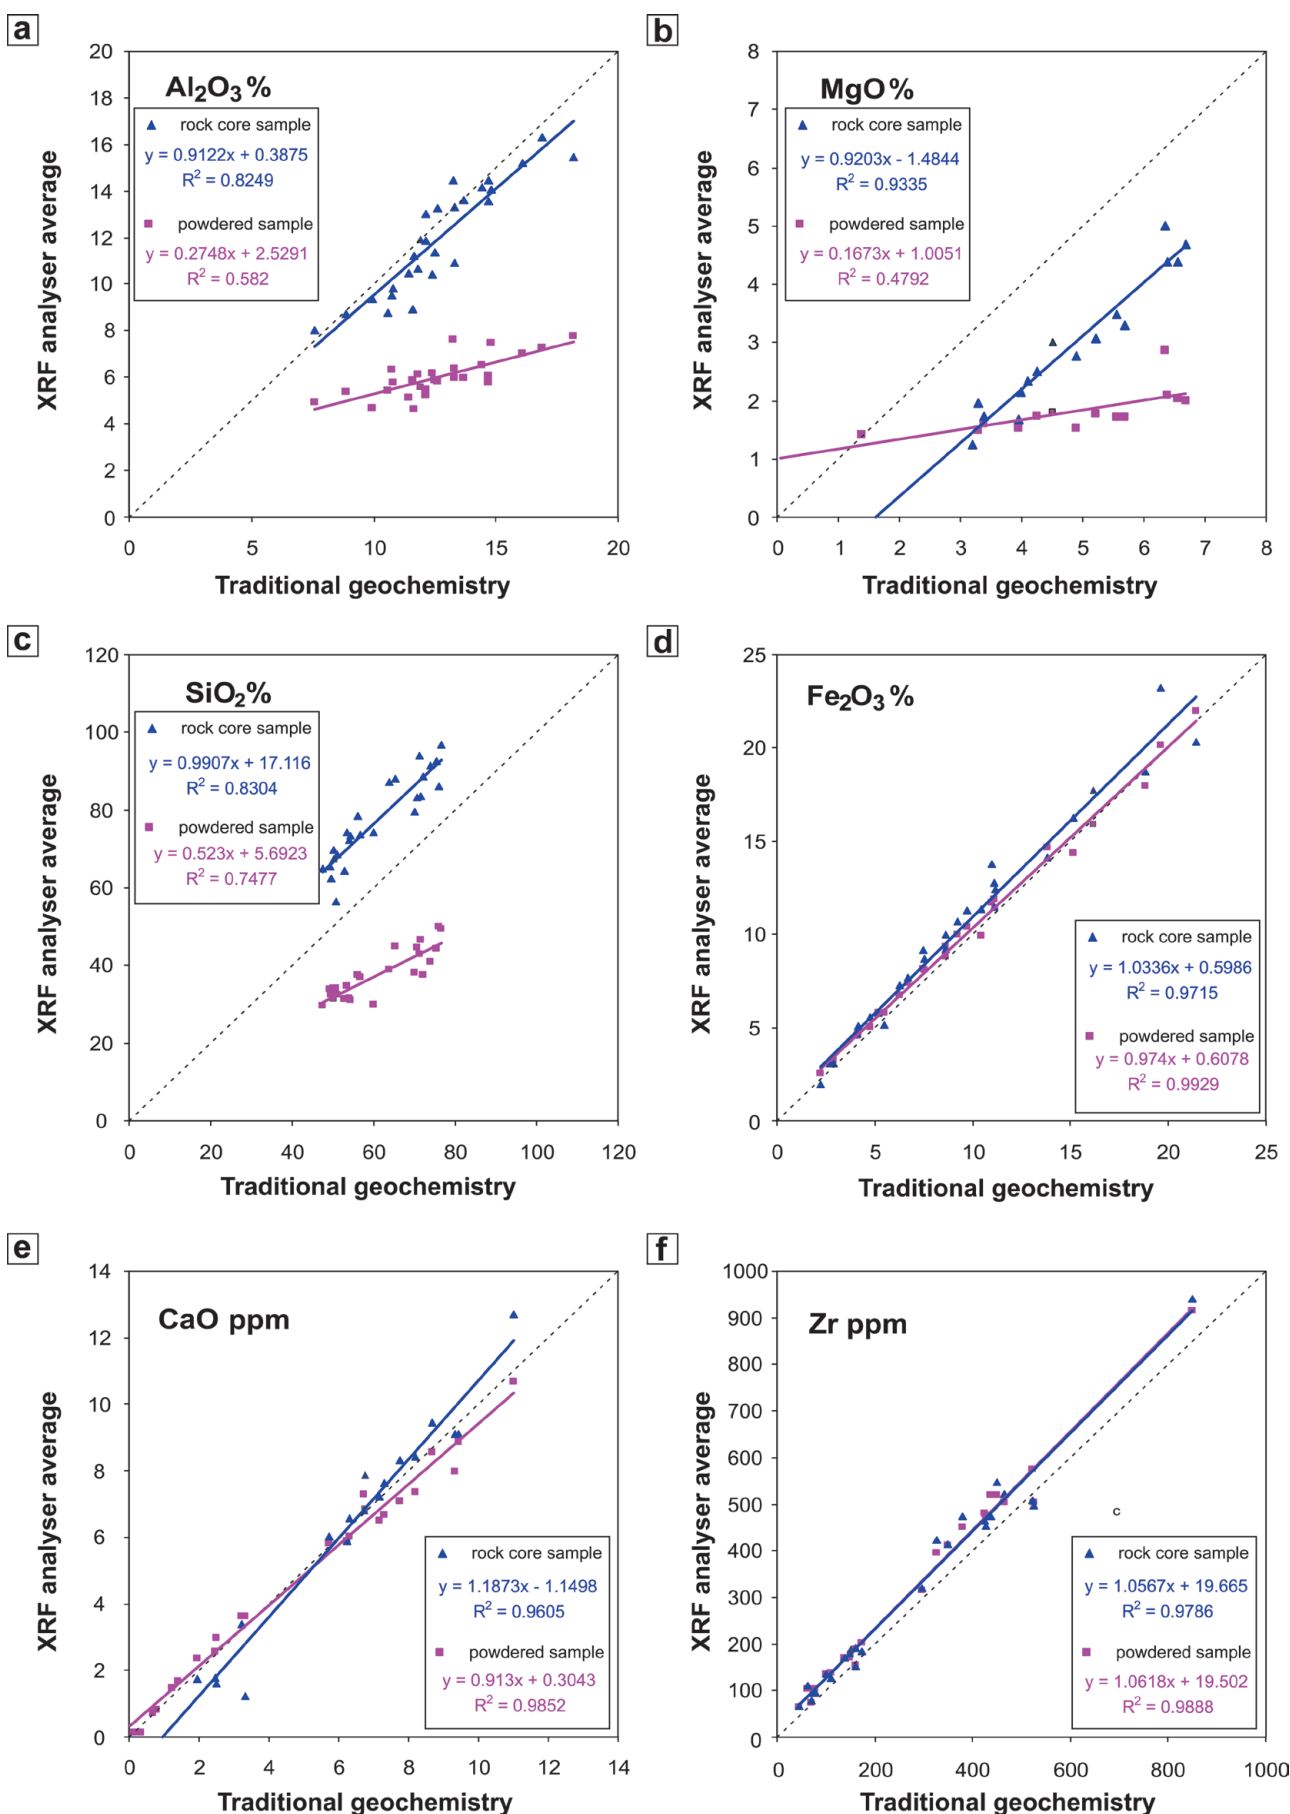 a
Al2O3%
rock core sample
y = 0.9122x + 0.3875
R2 = 0.8249
powdered sample
y = 0.2748x + 2.5291
R2 = 0.582
XRF analyser average
20
18
16
14
12
10
8
6
4
2
0
0 5 10 15 20
Traditional geochemistry
b
MgO%
rock core sample
y = 0.9203x - 1.4844
R2 = 0.9335
powdered sample
y = 0.1673x + 1.0051
R2 = 0.4792
XRF analyser average
8
7
6
5
4
3
2
1
0
0 1 2 3 4 5 6 7 8
Traditional geochemistry
c
SiO2%
rock core sample
y = 0.9907x + 17.116
R2 = 0.8304
powdered sample
y = 0.523x + 5.6923
R2 = 0.7477
XRF analyser average
120
100
80
60
40
20
0
0 20 40 60 80 100 120
Traditional geochemistry
d
Fe2O3%
rock core sample
y = 1.0336x + 0.5986
R2 = 0.9715
powdered sample
y = 0.974x + 0.6078
R2 = 0.9929
XRF analyser average
25
20
15
10
5
0
0 5 10 15 20 25
Traditional geochemistry
e
CaO ppm
rock core sample
y = 1.1873x - 1.1498
R2 = 0.9605
powdered sample
y = 0.913x + 0.3043
R2 = 0.9852
XRF analyser average
14
12
10
8
6
4
2
0
0 2 4 6 8 10 12 14
Traditional geochemistry
f
Zr ppm
c
rock core sample
y = 1.0567x + 19.665
R2 = 0.9786
powdered sample
y = 1.0618x + 19.502
R2 = 0.9888
XRF analyser average
1000
900
800
700
600
500
400
300
200
100
0
0 200 400 600 800 1000
Traditional geochemistry